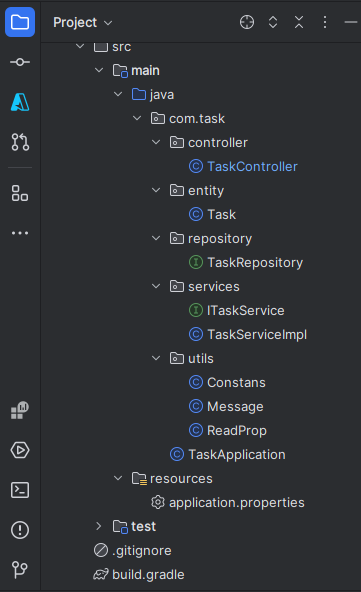 Project
src
main
java
com.task
controller
TaskController
entity
Task
repository
TaskRepository
services
ITaskService
TaskServiceImpl
utils
Constans
Message
ReadProp
TaskApplication
resources
application.properties
test
.gitignore
build.gradle